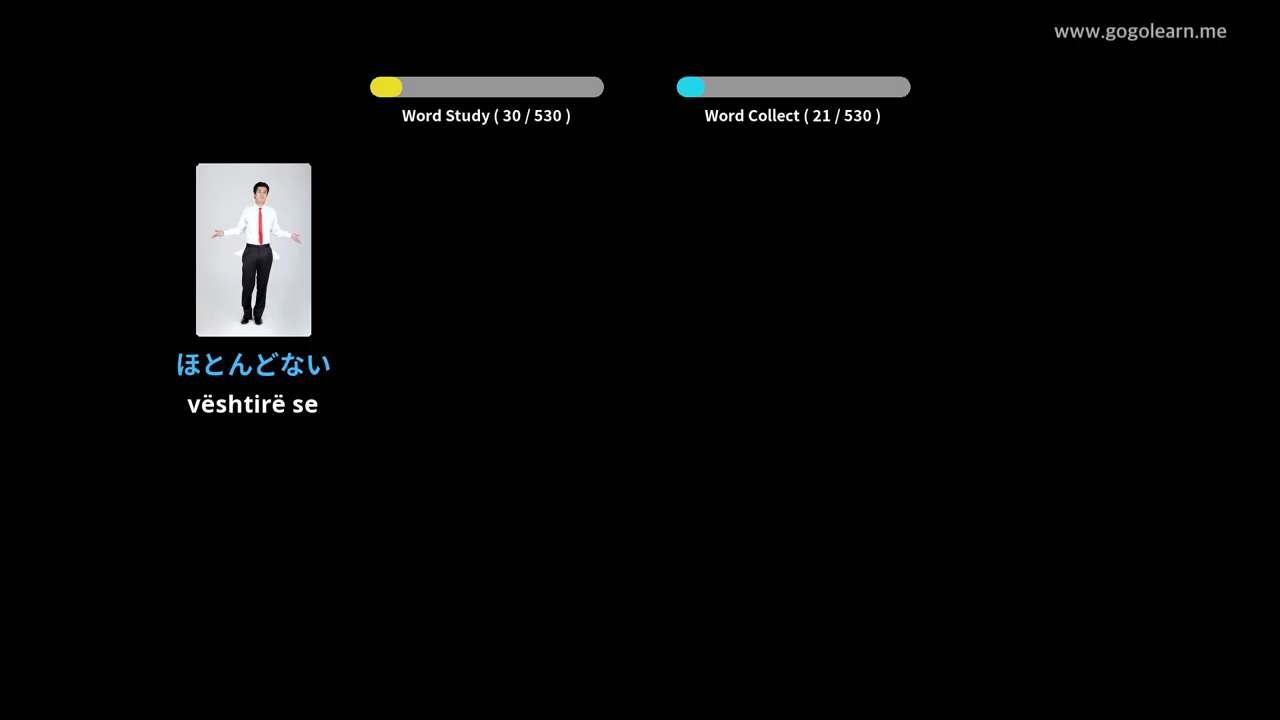 www.gogolearn.me
Word Study ( 30 / 530 )
Word Collect ( 21 / 530 )
ほとんどない
vështirë se